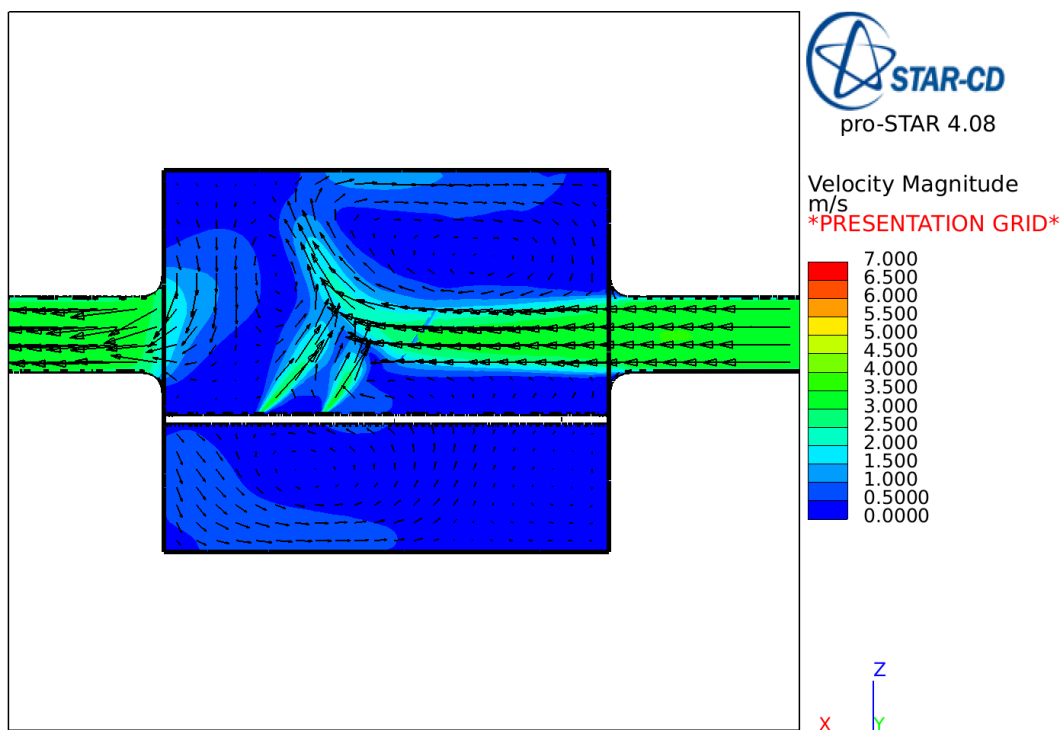 STAR-CD
pro-STAR 4.08
Velocity Magnitude
m/s
*PRESENTATION GRID*
7.000
6.500
6.000
5.500
5.000
4.500
4.000
3.500
3.000
2.500
2.000
1.500
1.000
0.5000
0.0000
Z
X
Y